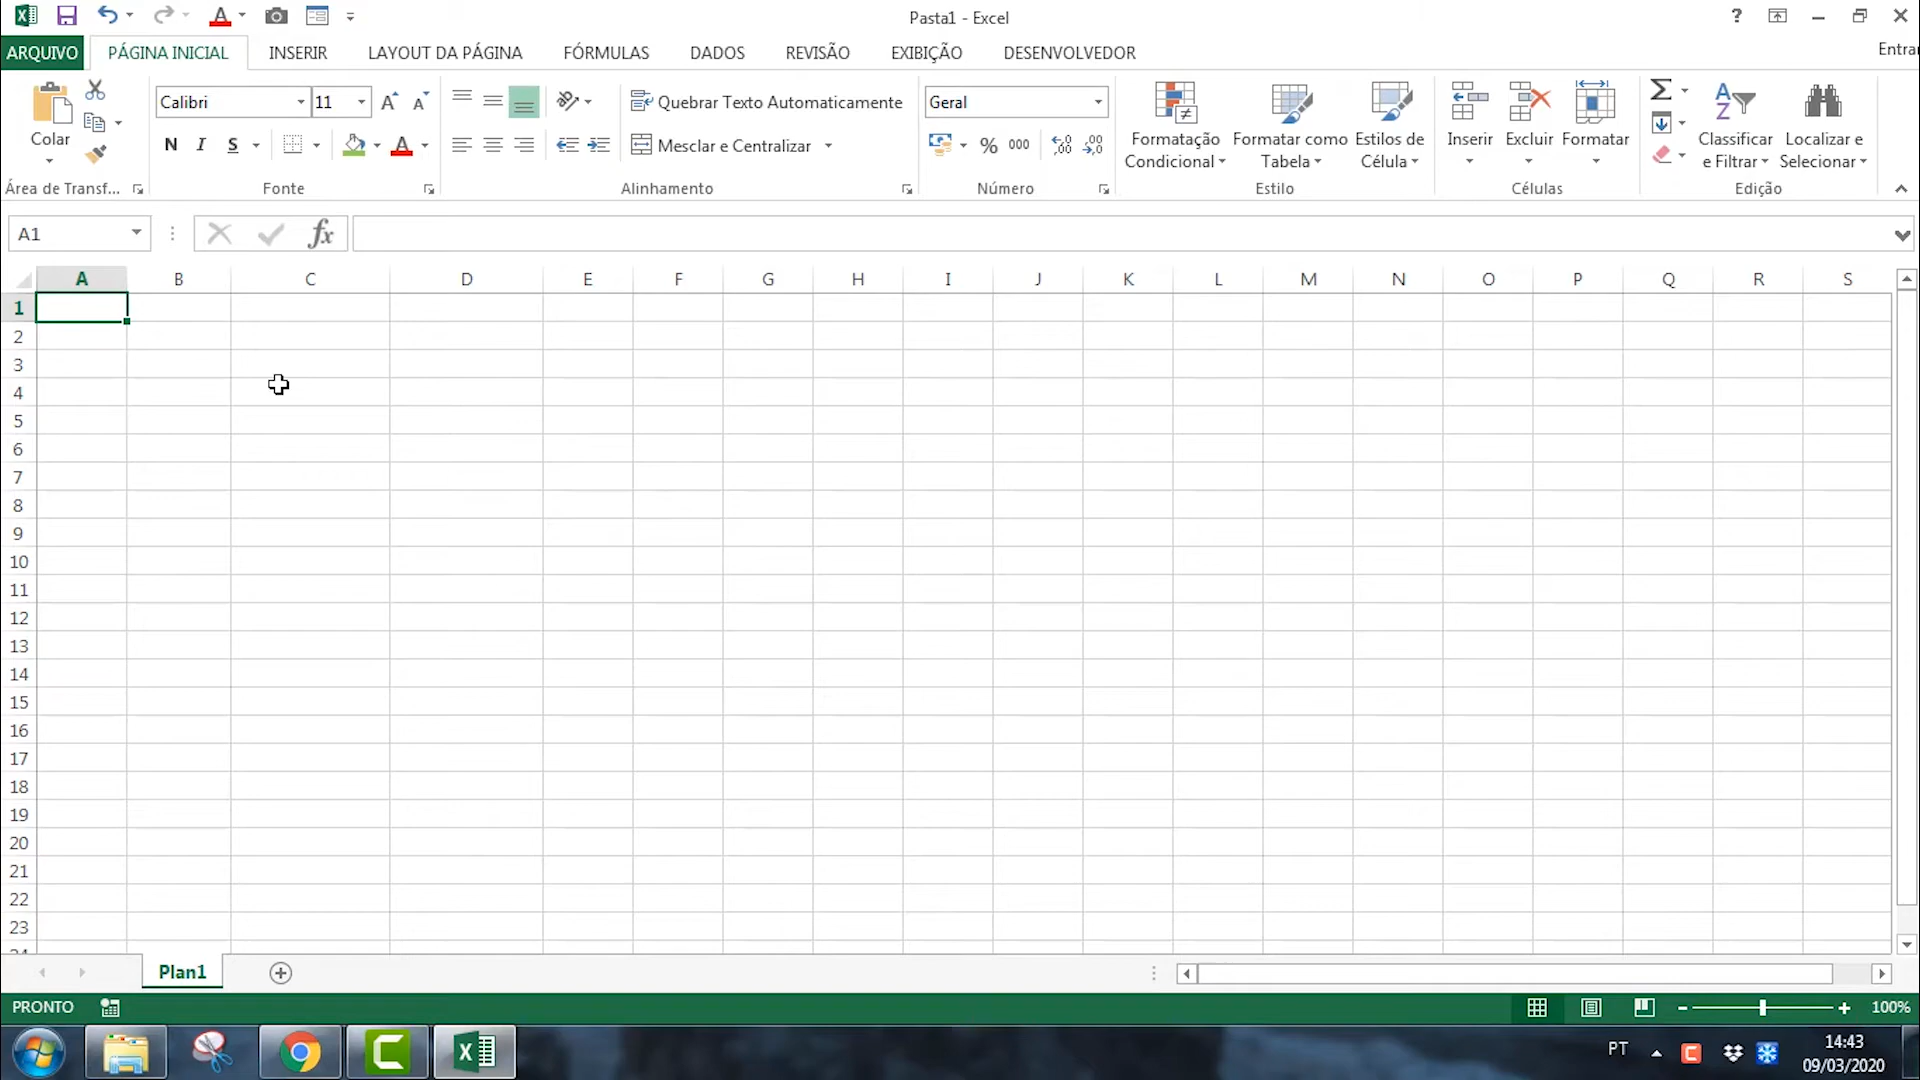 Pasta1 - Excel
?
ARQUIVO PÁGINA INICIAL INSERIR LAYOUT DA PÁGINA FÓRMULAS DADOS REVISÃO EXIBIÇÃO DESENVOLVEDOR Entrar
Colar
Calibri 11
N I S
Quebrar Texto Automaticamente
Mesclar e Centralizar
Geral
% 000
Formatação Condicional
Formatar como Tabela
Estilos de Célula
Inserir Excluir Formatar
Classificar e Filtrar
Localizar e Selecionar
Área de Transf... Fonte Alinhamento Número Estilo Células Edição
A1 fx
A B C D E F G H I J K L M N O P Q R S
1
2
3
4
5
6
7
8
9
10
11
12
13
14
15
16
17
18
19
20
21
22
23
24
Plan1
PRONTO 100%
PT 14:43
09/03/2020